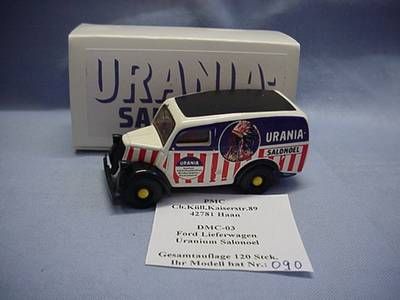 URANIA-
SALONOEL
URANIA-
SALONOEL
URANIA
PMC
Ch.Köll.Kaiserstr.89
42781 Haan
DMC-03
Ford Lieferwagen
Uranium Salonoel
Gesamtauflage 120 Stck.
Ihr Modell hat Nr.: 090